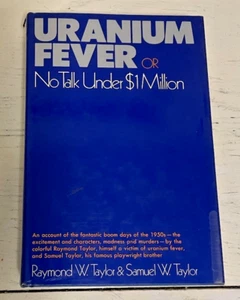 URANIUM
FEVER OR
No Talk Under $1 Million
An account of the fantastic boom days of the 1950s—the
excitement and characters, madness and murders—by the
colorful Raymond Taylor, himself a victim of uranium fever,
and Samuel Taylor, his famous playwright brother
Raymond W. Taylor & Samuel W. Taylor